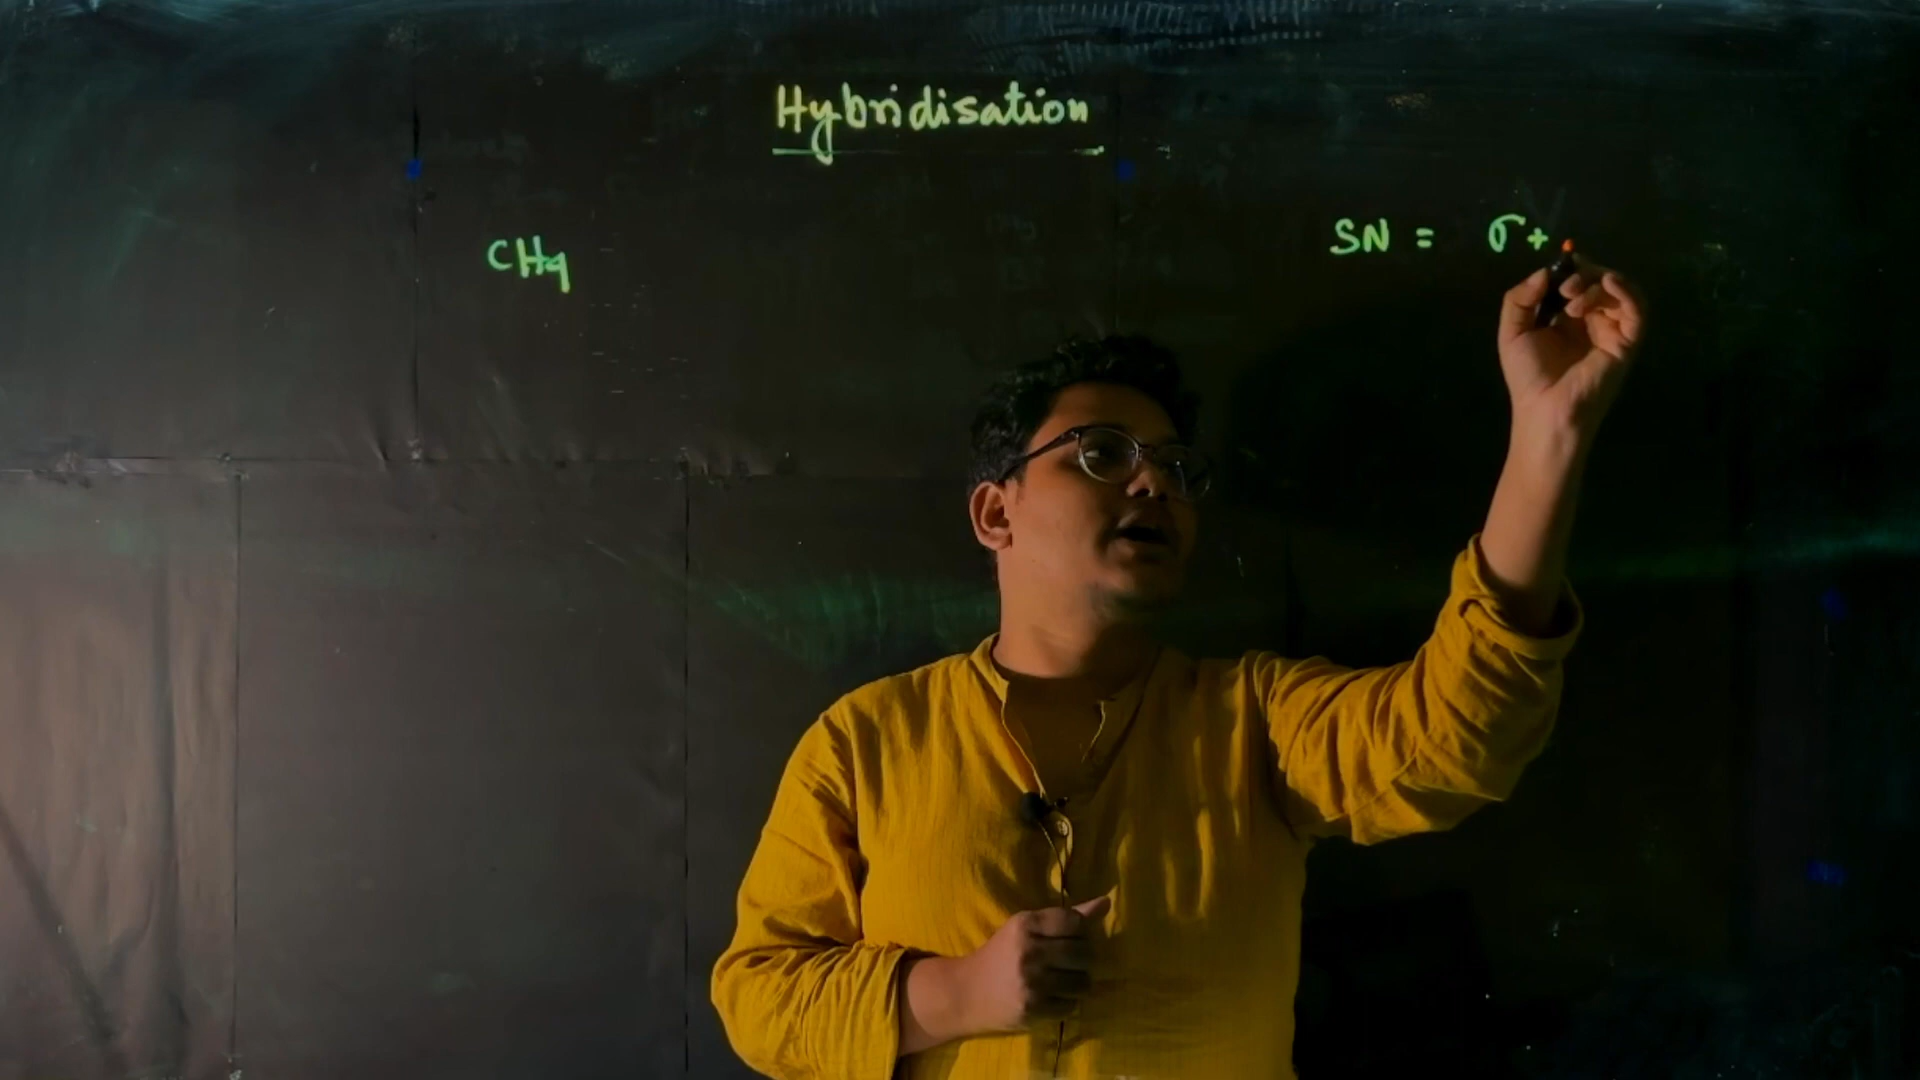 Hybridisation
CH4
SN = σ+